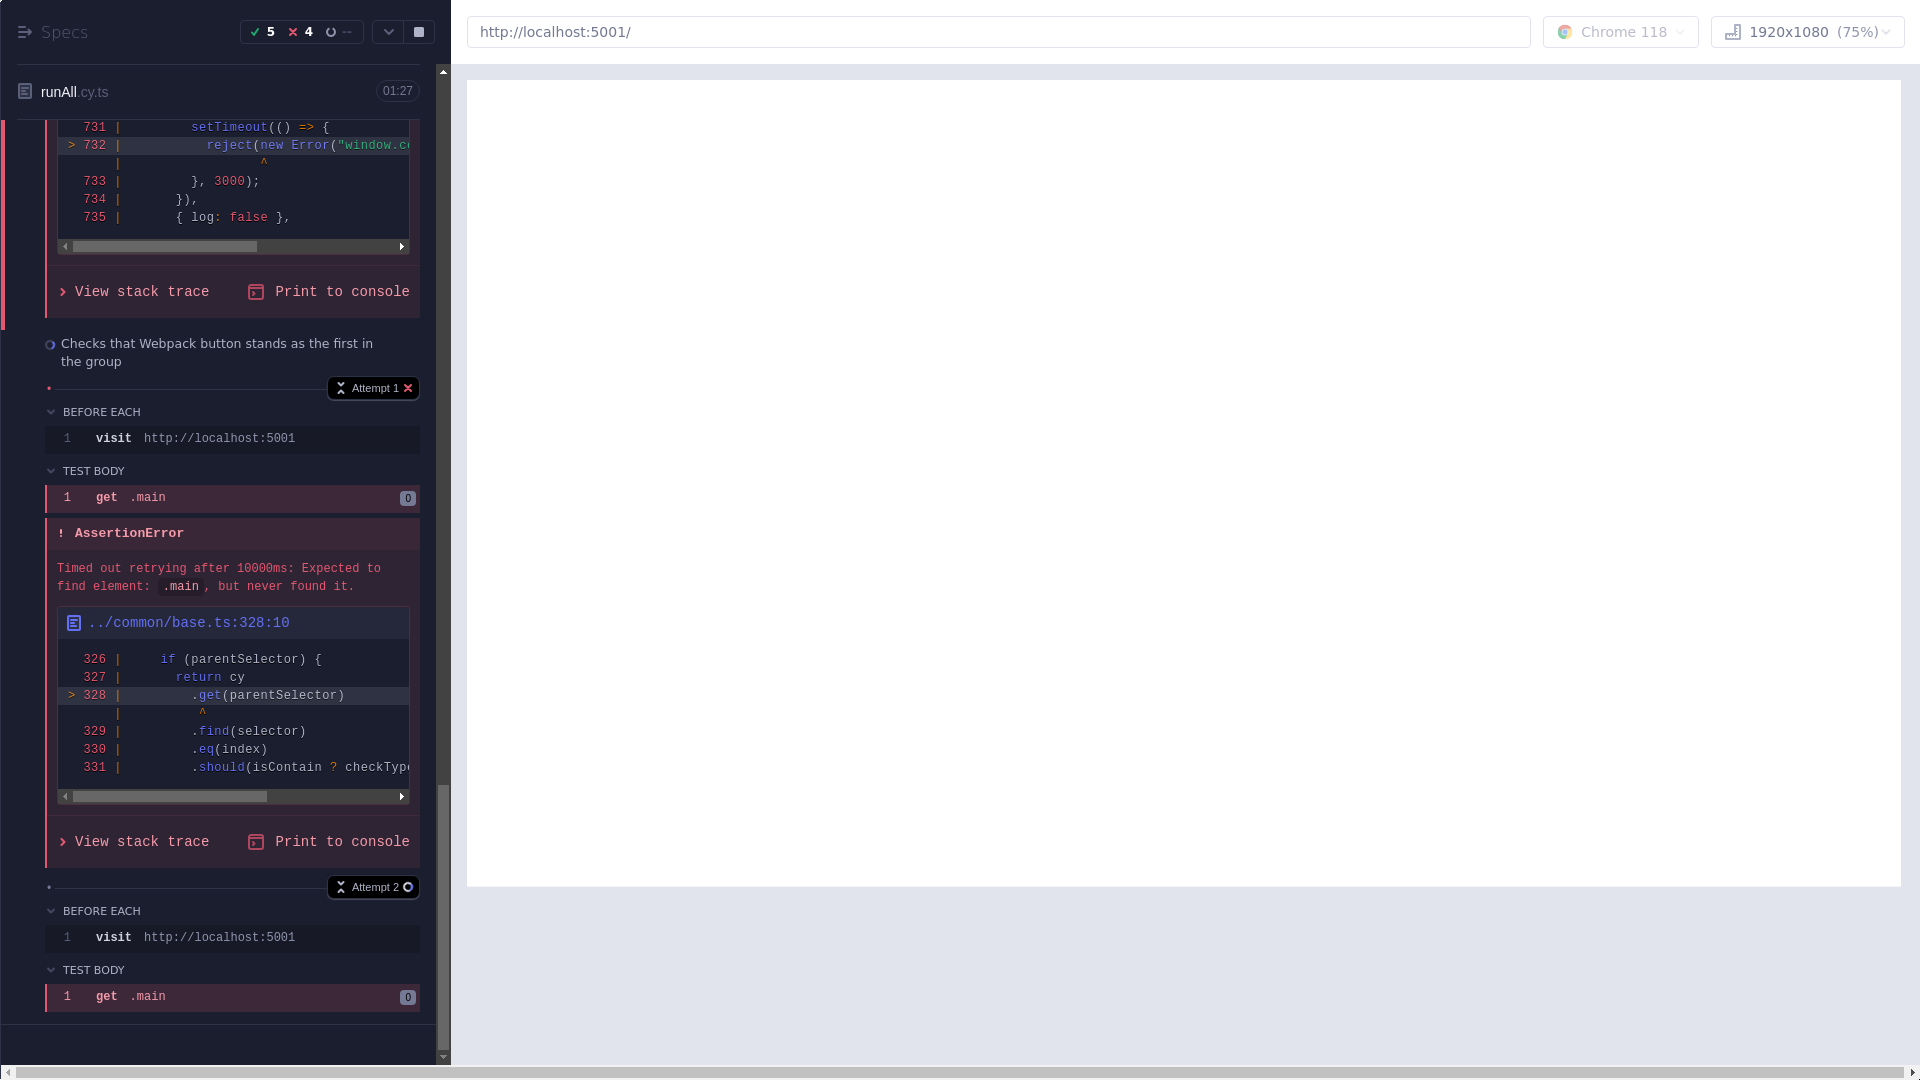 Specs
5
4
--
http://localhost:5001/
Chrome 118
1920x1080 (75%)
runAll.cy.ts
01:27
731 | setTimeout(() => {
> 732 | reject(new Error("window.
| ^
733 | }, 3000);
734 | }),
735 | { log: false },
View stack trace
Print to console
Checks that Webpack button stands as the first in
the group
Attempt 1
BEFORE EACH
1 visit http://localhost:5001
TEST BODY
1 get .main
0
! AssertionError
Timed out retrying after 10000ms: Expected to
find element: .main, but never found it.
../common/base.ts:328:10
326 | if (parentSelector) {
327 | return cy
> 328 | .get(parentSelector)
| ^
329 | .find(selector)
330 | .eq(index)
331 | .should(isContain ? checkType
View stack trace
Print to console
Attempt 2
BEFORE EACH
1 visit http://localhost:5001
TEST BODY
1 get .main
0